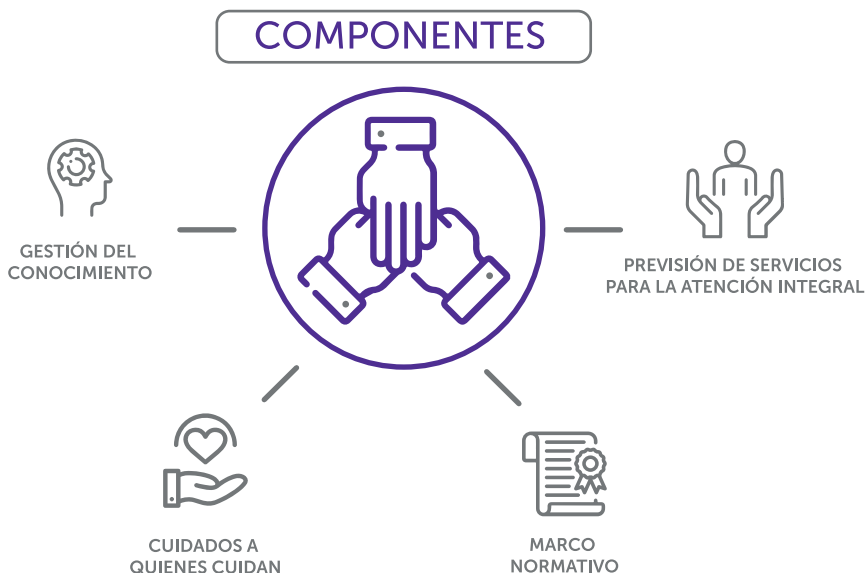 COMPONENTES
GESTIÓN DEL
CONOCIMIENTO
PREVISIÓN DE SERVICIOS
PARA LA ATENCIÓN INTEGRAL
CUIDADOS A
QUIENES CUIDAN
MARCO
NORMATIVO